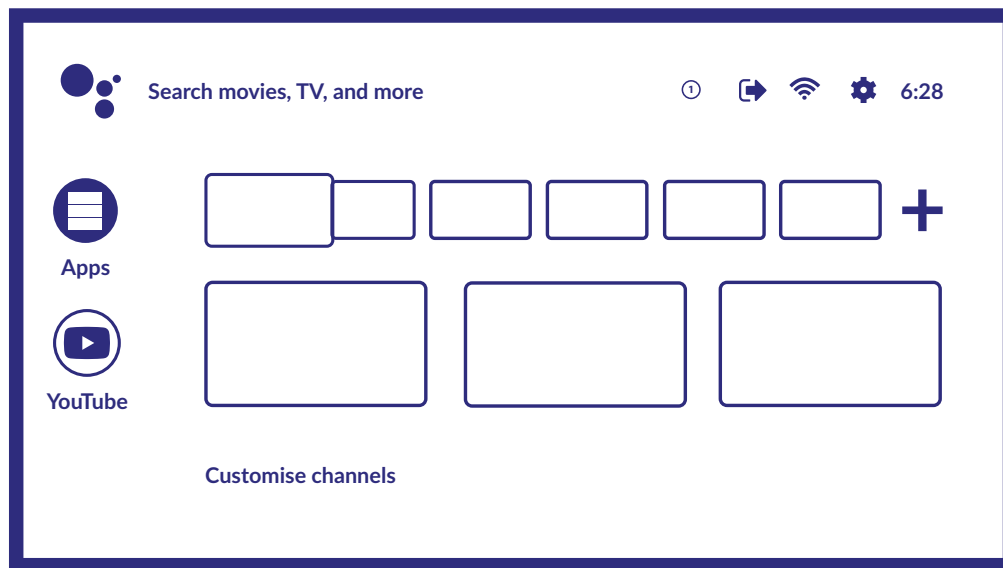 Search movies, TV, and more
1
6:28
Apps
YouTube
Customise channels